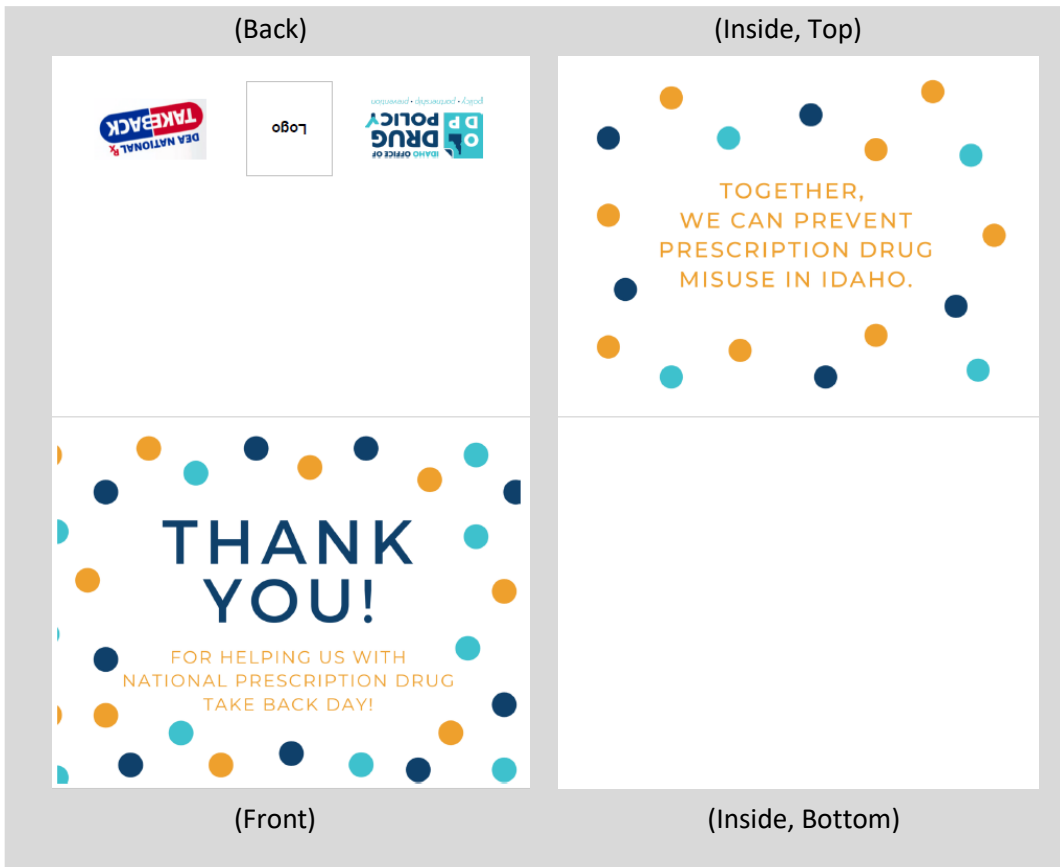 (Back)
(Inside, Top)
DEA NATIONAL Rx
TAKEBACK
Logo
IDAHO OFFICE OF
DRUG
POLICY
O
D P
policy • partnership • prevention
TOGETHER,
WE CAN PREVENT
PRESCRIPTION DRUG
MISUSE IN IDAHO.
THANK
YOU!
FOR HELPING US WITH
NATIONAL PRESCRIPTION DRUG
TAKE BACK DAY!
(Front)
(Inside, Bottom)